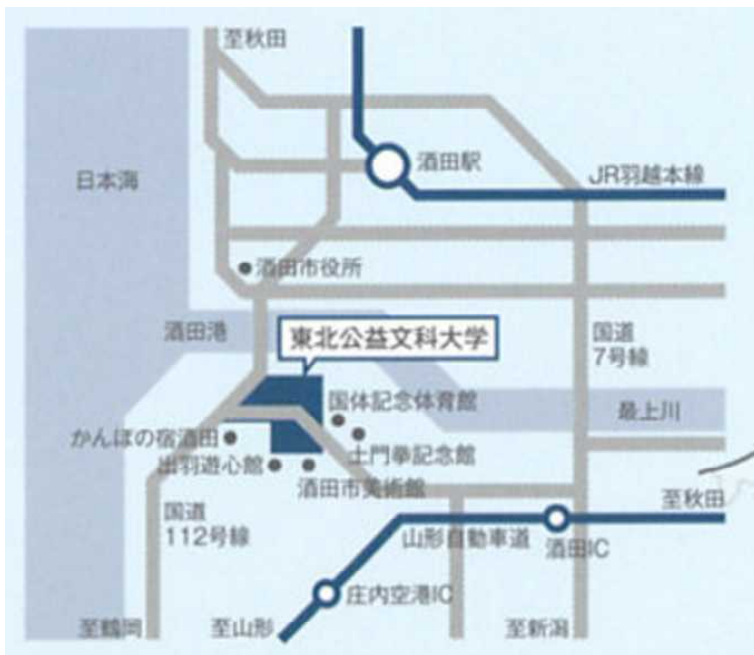 至秋田
酒田駅
日本海
JR羽越本線
酒田市役所
酒田港
東北公益文科大学
国道
7号線
国体記念体育館
最上川
かんぽの宿酒田
土門拳記念館
出羽遊心館
酒田市美術館
国道
112号線
至秋田
山形自動車道
酒田IC
庄内空港IC
至鶴岡
至山形
至新潟